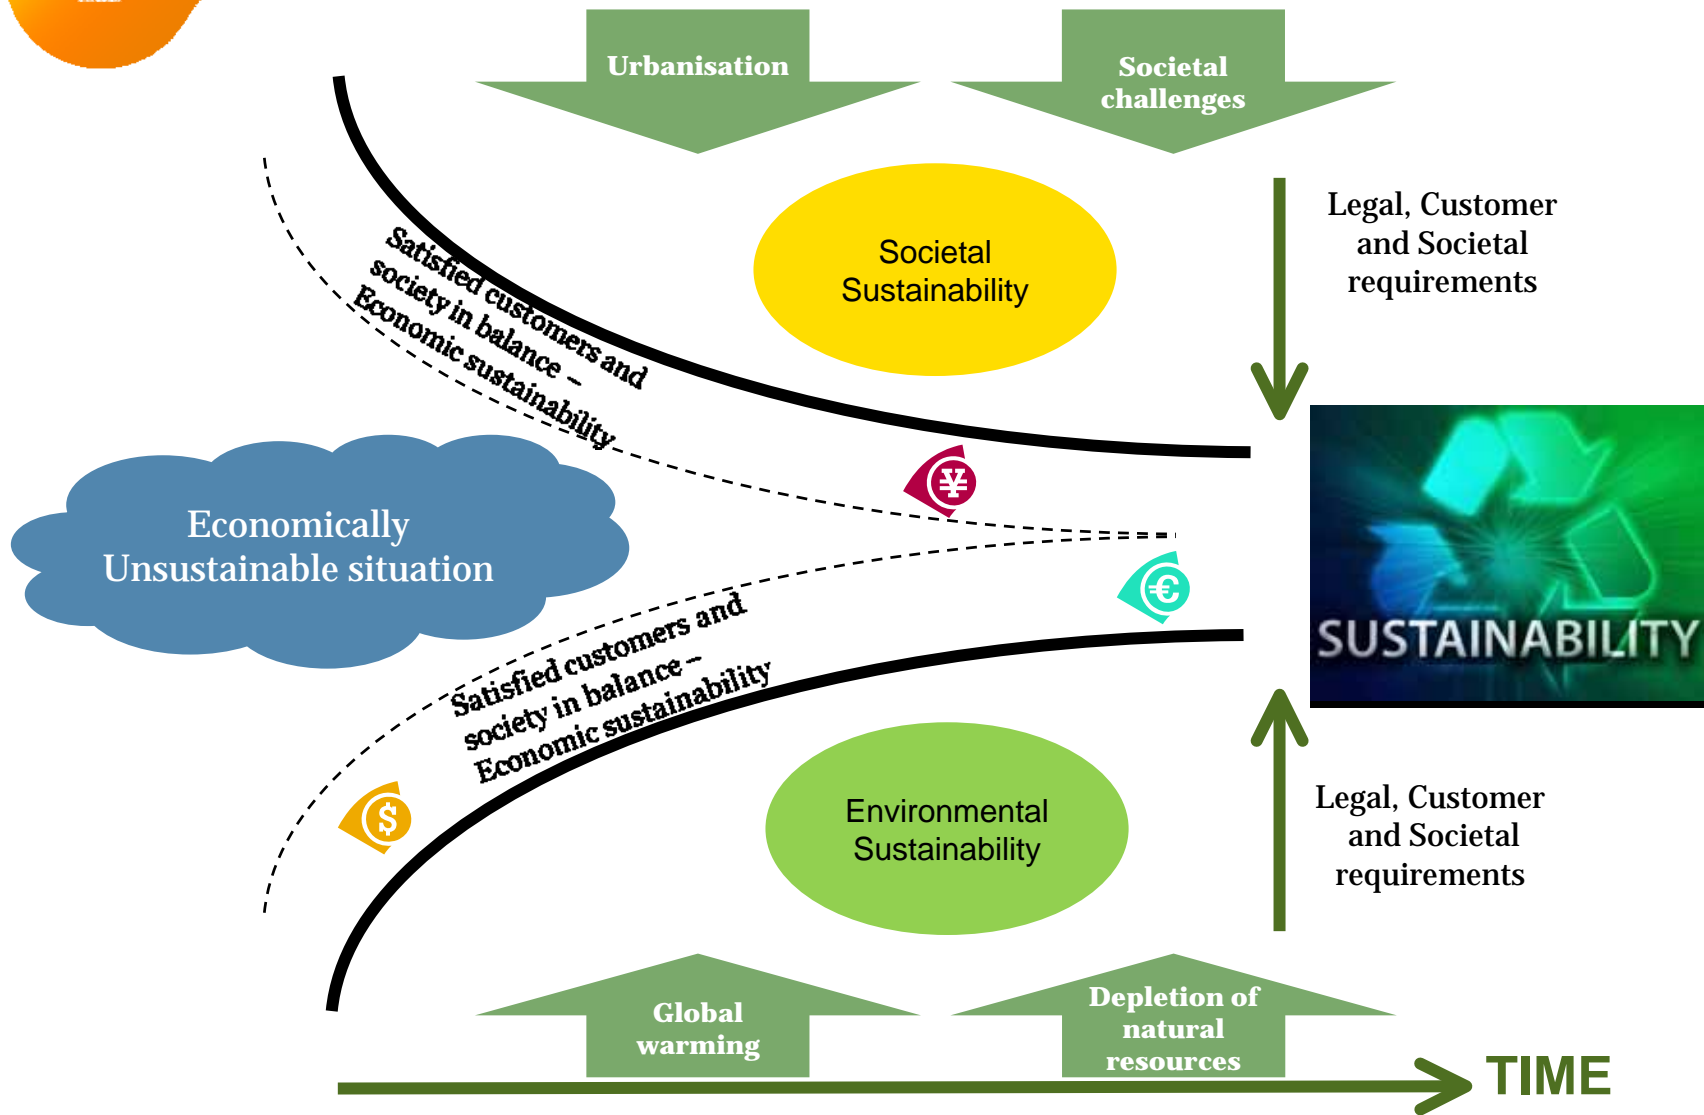 Urbanisation
Societal
challenges
Societal
Sustainability
Legal, Customer
and Societal
requirements
Satisfied customers and
society in balance –
Economic sustainability
¥
Economically
Unsustainable situation
€
SUSTAINABILITY
Satisfied customers and
society in balance –
Economic sustainability
$
Environmental
Sustainability
Legal, Customer
and Societal
requirements
Global
warming
Depletion of
natural
resources
TIME